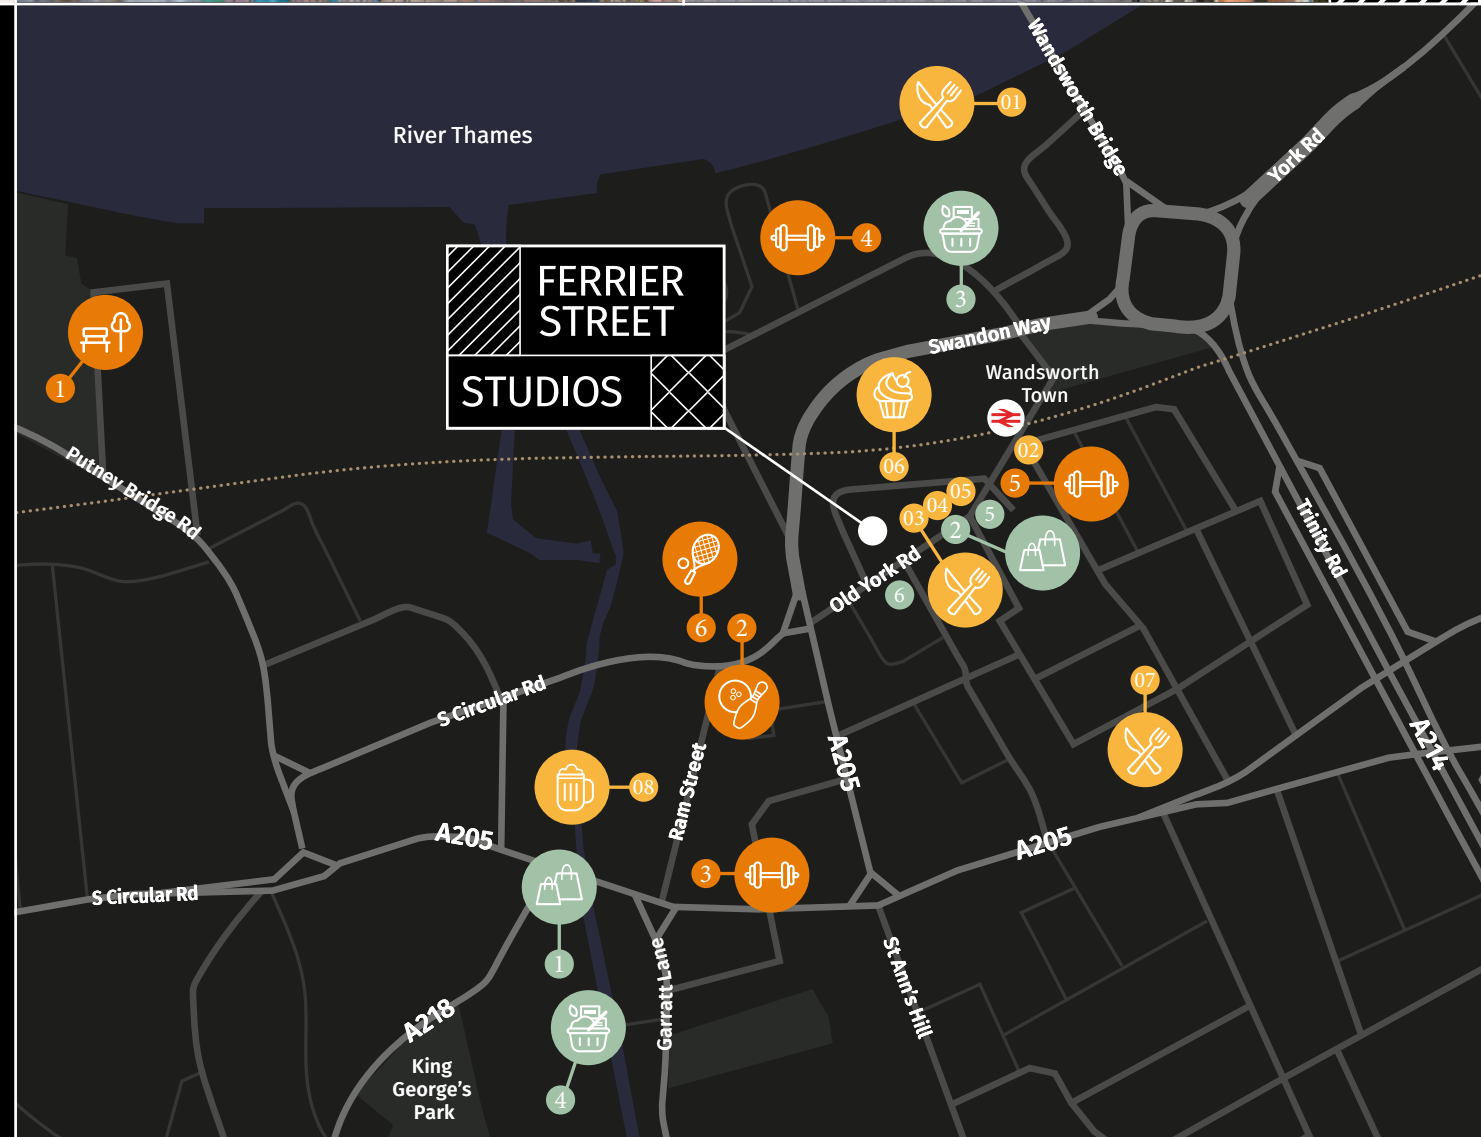 Wandsworth Bridge
01
River Thames
York Rd
4
3
FERRIER
STREET
STUDIOS
Swandon Way
1
Wandsworth
Town
02
06
5
05
04
03
5
2
Putney Bridge Rd
Trinity Rd
Old York Rd
6
6
2
S Circular Rd
07
A205
A214
Ram Street
08
A205
A205
3
S Circular Rd
1
St Ann's Hill
Garratt Lane
A218
King
George's
Park
4